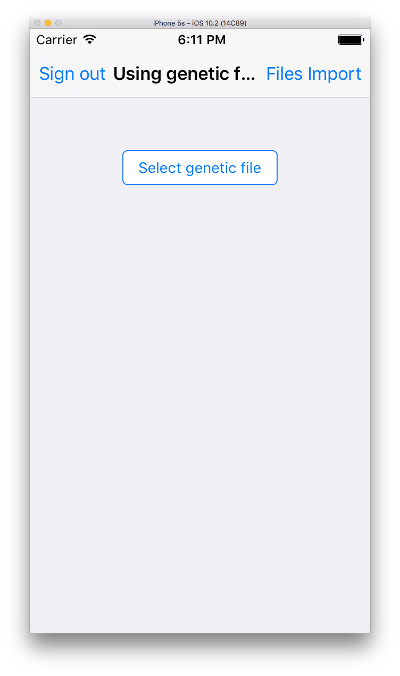 iPhone 5s – iOS 10.2 (14C89)
Carrier 6:11 PM
Sign out Using genetic f... Files Import
Select genetic file